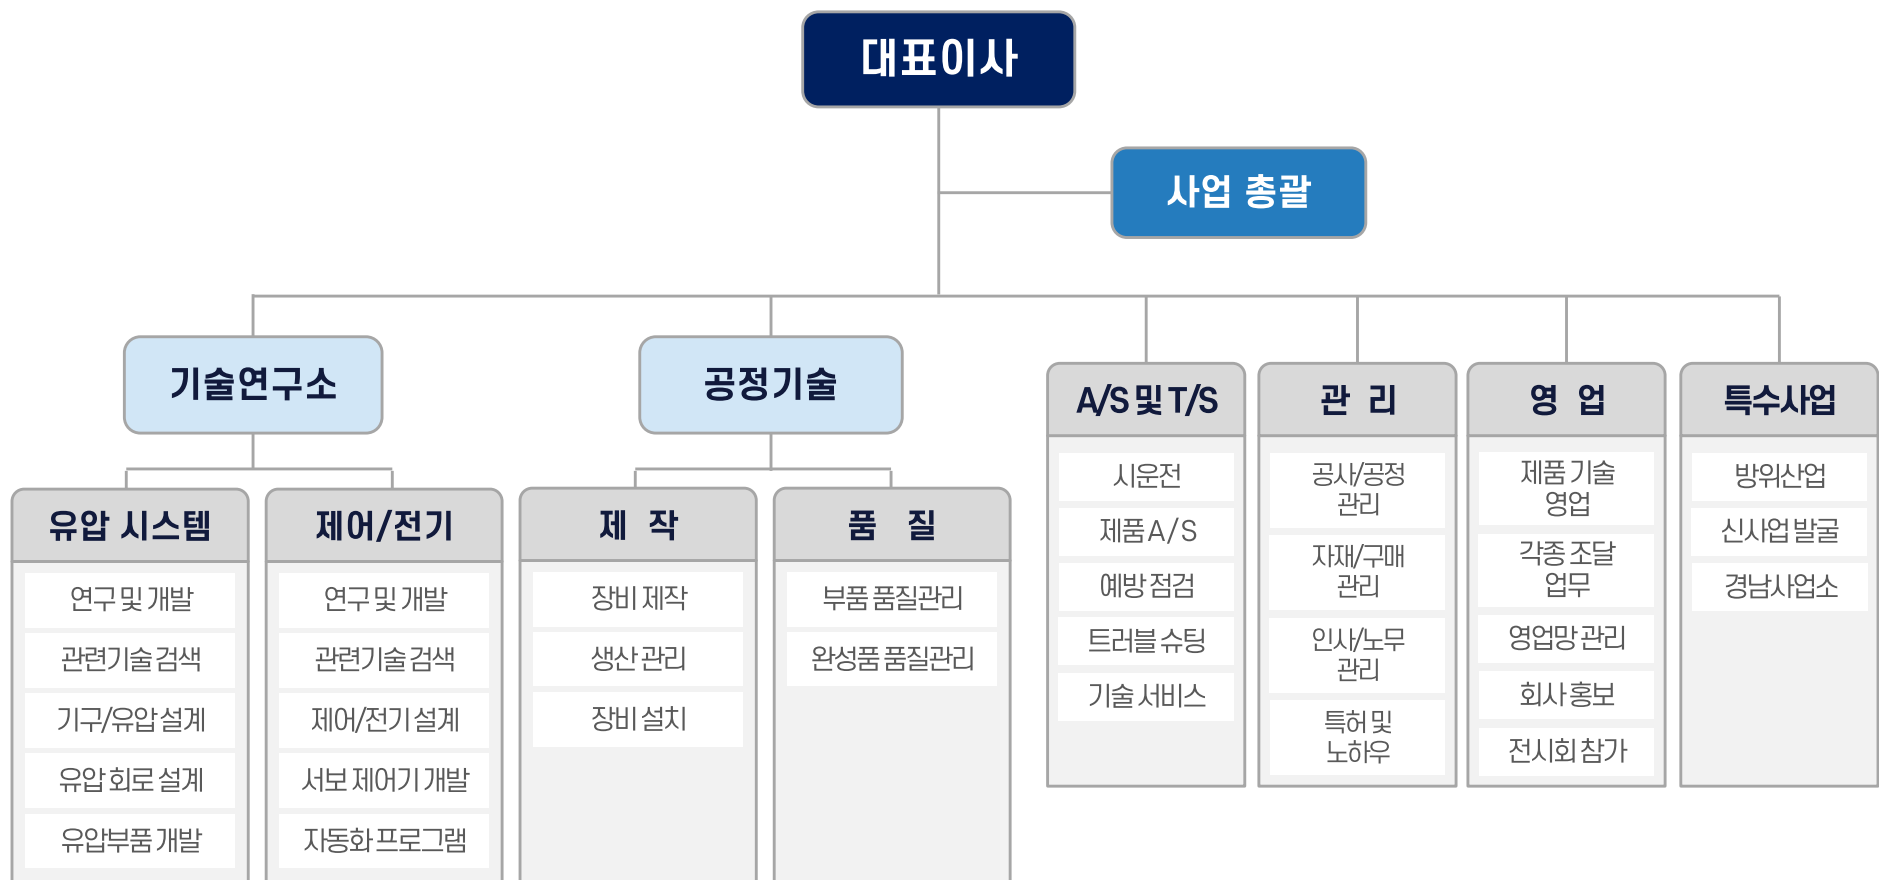 대표이사
사업 총괄
기술연구소
공정기술
A/S 및 T/S
관 리
영 업
특수사업
유압 시스템
연구 및 개발
관련기술 검색
기구/유압 설계
유압 회로 설계
유압부품 개발
제어/전기
연구 및 개발
관련기술 검색
제어/전기 설계
서보 제어기 개발
자동화 프로그램
제 작
장비 제작
생산 관리
장비 설치
품 질
부품 품질관리
완성품 품질관리
시운전
제품 A / S
예방 점검
트러블 슈팅
기술 서비스
공사/공정
관리
자재/구매
관리
인사/노무
관리
특허 및
노하우
제품 기술
영업
각종 조달
업무
영업망 관리
회사 홍보
전시회 참가
방위산업
신사업 발굴
경남사업소